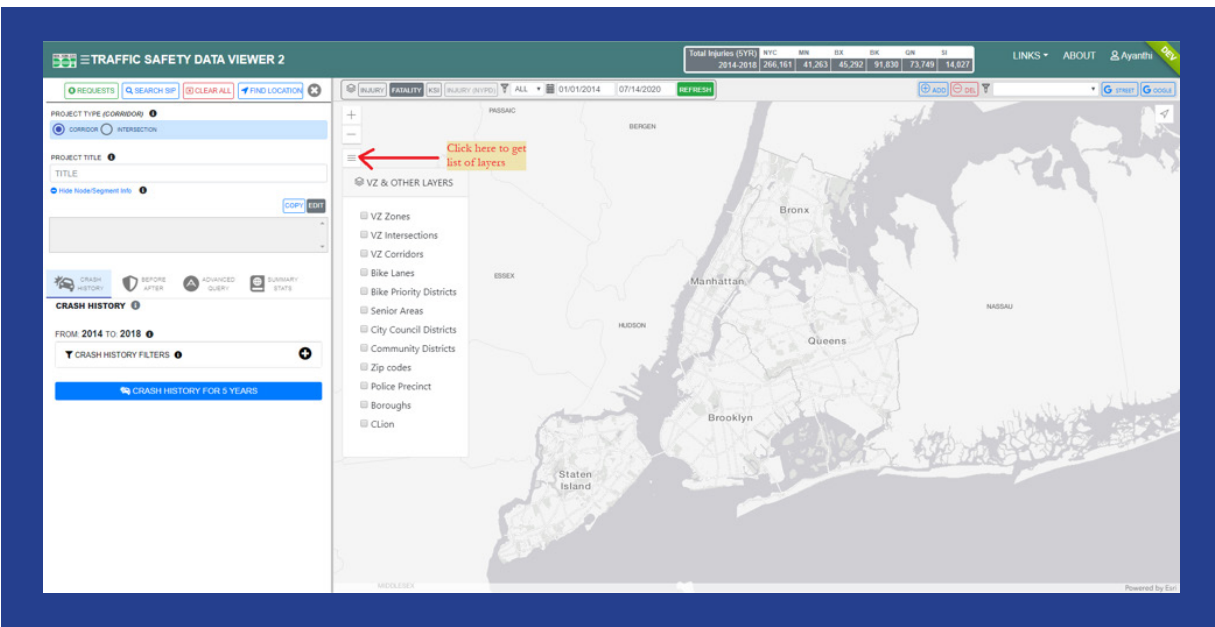 TRAFFIC SAFETY DATA VIEWER 2
Total Injuries (5YR) NYC MN BX BK QN SI
2014-2018 266,161 41,263 45,292 91,830 73,749 14,027
LINKS ABOUT Ayanthi DEV
REQUESTS SEARCH SIP CLEAR ALL FIND LOCATION
INJURY FATALITY KSI INJURY (NYPD) ALL 01/01/2014 07/14/2020 REFRESH ADD DEL G STREET G GOOGLE
PROJECT TYPE (CORRIDOR)
CORRIDOR INTERSECTION
PROJECT TITLE
TITLE
Hide Node/Segment Info
COPY EDIT
CRASH HISTORY
BEFORE AFTER
ADVANCED QUERY
SUMMARY STATS
CRASH HISTORY
FROM: 2014 TO: 2018
CRASH HISTORY FILTERS
CRASH HISTORY FOR 5 YEARS
Click here to get
list of layers
VZ & OTHER LAYERS
VZ Zones
VZ Intersections
VZ Corridors
Bike Lanes
Bike Priority Districts
Senior Areas
City Council Districts
Community Districts
Zip codes
Police Precinct
Boroughs
CLion
PASSAIC
BERGEN
Bronx
ESSEX
Manhattan
NASSAU
HUDSON
Queens
Brooklyn
Staten
Island
MIDDLESEX
Powered by Esri